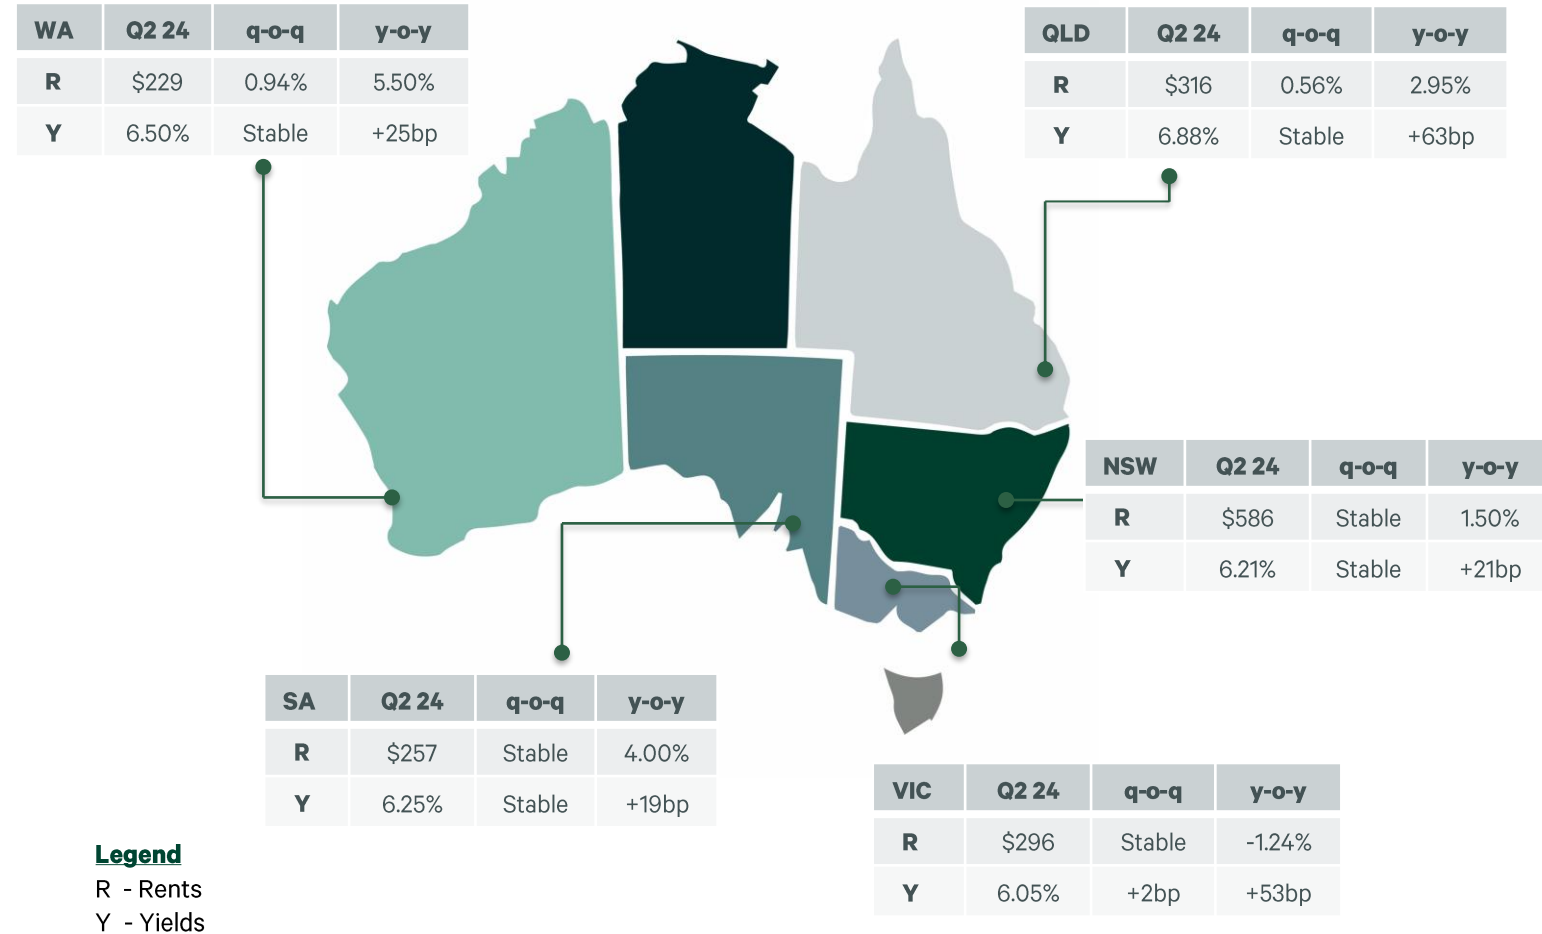 WA Q2 24 q-o-q y-o-y
R $229 0.94% 5.50%
Y 6.50% Stable +25bp
QLD Q2 24 q-o-q y-o-y
R $316 0.56% 2.95%
Y 6.88% Stable +63bp
NSW Q2 24 q-o-q y-o-y
R $586 Stable 1.50%
Y 6.21% Stable +21bp
SA Q2 24 q-o-q y-o-y
R $257 Stable 4.00%
Y 6.25% Stable +19bp
VIC Q2 24 q-o-q y-o-y
R $296 Stable -1.24%
Y 6.05% +2bp +53bp
Legend
R - Rents
Y - Yields